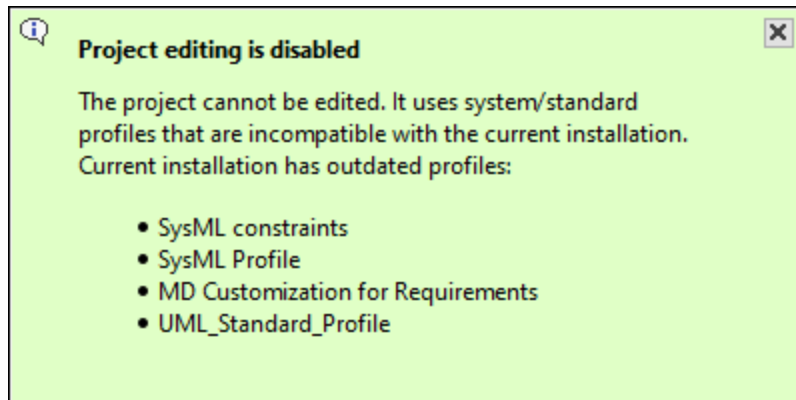 Project editing is disabled
The project cannot be edited. It uses system/standard
profiles that are incompatible with the current installation.
Current installation has outdated profiles:
• SysML constraints
• SysML Profile
• MD Customization for Requirements
• UML_Standard_Profile